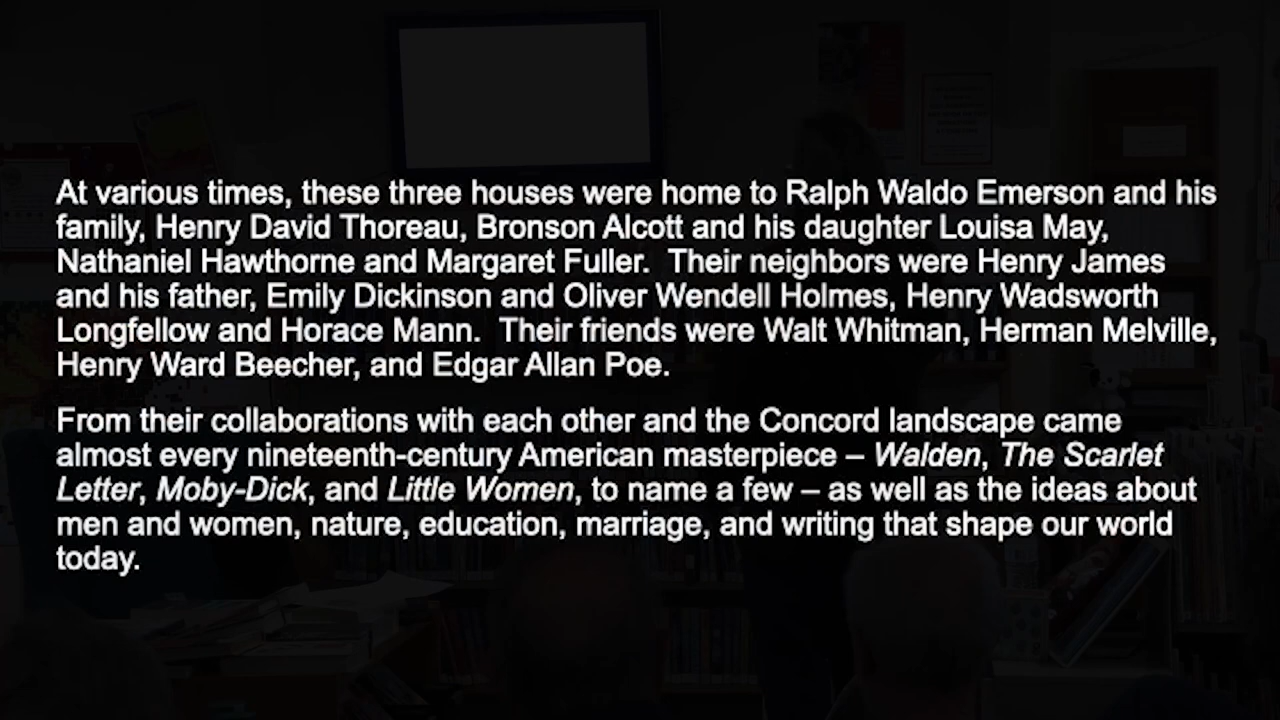 At various times, these three houses were home to Ralph Waldo Emerson and his
family, Henry David Thoreau, Bronson Alcott and his daughter Louisa May,
Nathaniel Hawthorne and Margaret Fuller.  Their neighbors were Henry James
and his father, Emily Dickinson and Oliver Wendell Holmes, Henry Wadsworth
Longfellow and Horace Mann.  Their friends were Walt Whitman, Herman Melville,
Henry Ward Beecher, and Edgar Allan Poe.
From their collaborations with each other and the Concord landscape came
almost every nineteenth-century American masterpiece – Walden, The Scarlet
Letter, Moby-Dick, and Little Women, to name a few – as well as the ideas about
men and women, nature, education, marriage, and writing that shape our world
today.